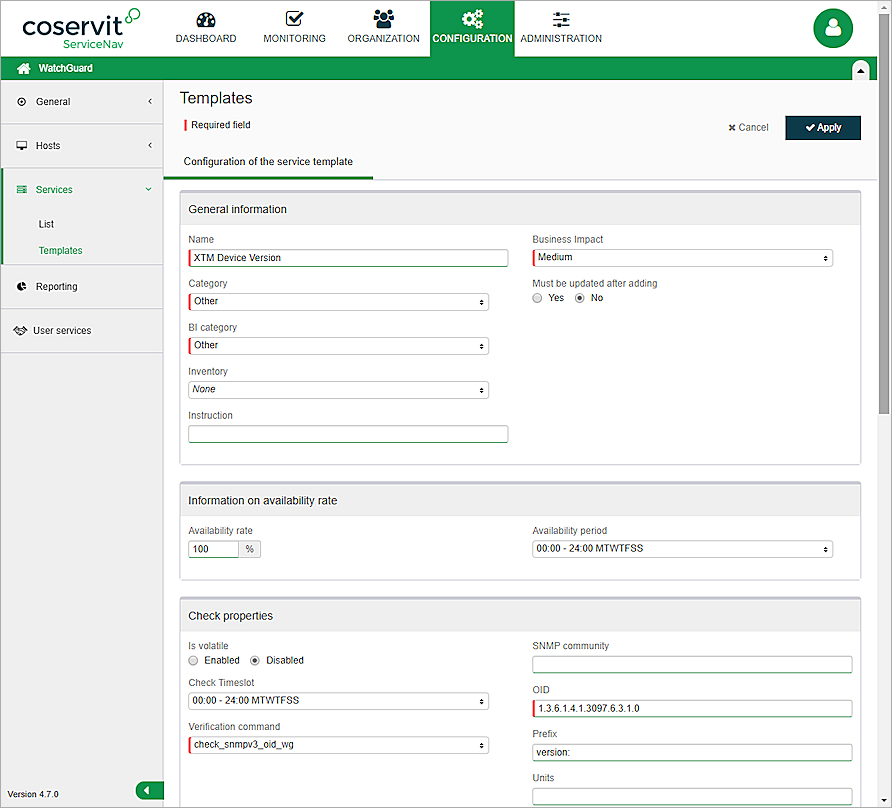 coservit
ServiceNav
DASHBOARD
MONITORING
ORGANIZATION
CONFIGURATION
ADMINISTRATION
WatchGuard
General
Hosts
Services
List
Templates
Reporting
User services
Version 4.7.0
Templates
Required field
Cancel
Apply
Configuration of the service template
General information
Name
XTM Device Version
Category
Other
BI category
Other
Inventory
None
Instruction
Business Impact
Medium
Must be updated after adding
Yes No
Information on availability rate
Availability rate
100 %
Availability period
00:00 - 24:00 MTWTFSS
Check properties
Is volatile
Enabled Disabled
Check Timeslot
00:00 - 24:00 MTWTFSS
Verification command
check_snmpv3_oid_wg
SNMP community
OID
1.3.6.1.4.1.3097.6.3.1.0
Prefix
version:
Units